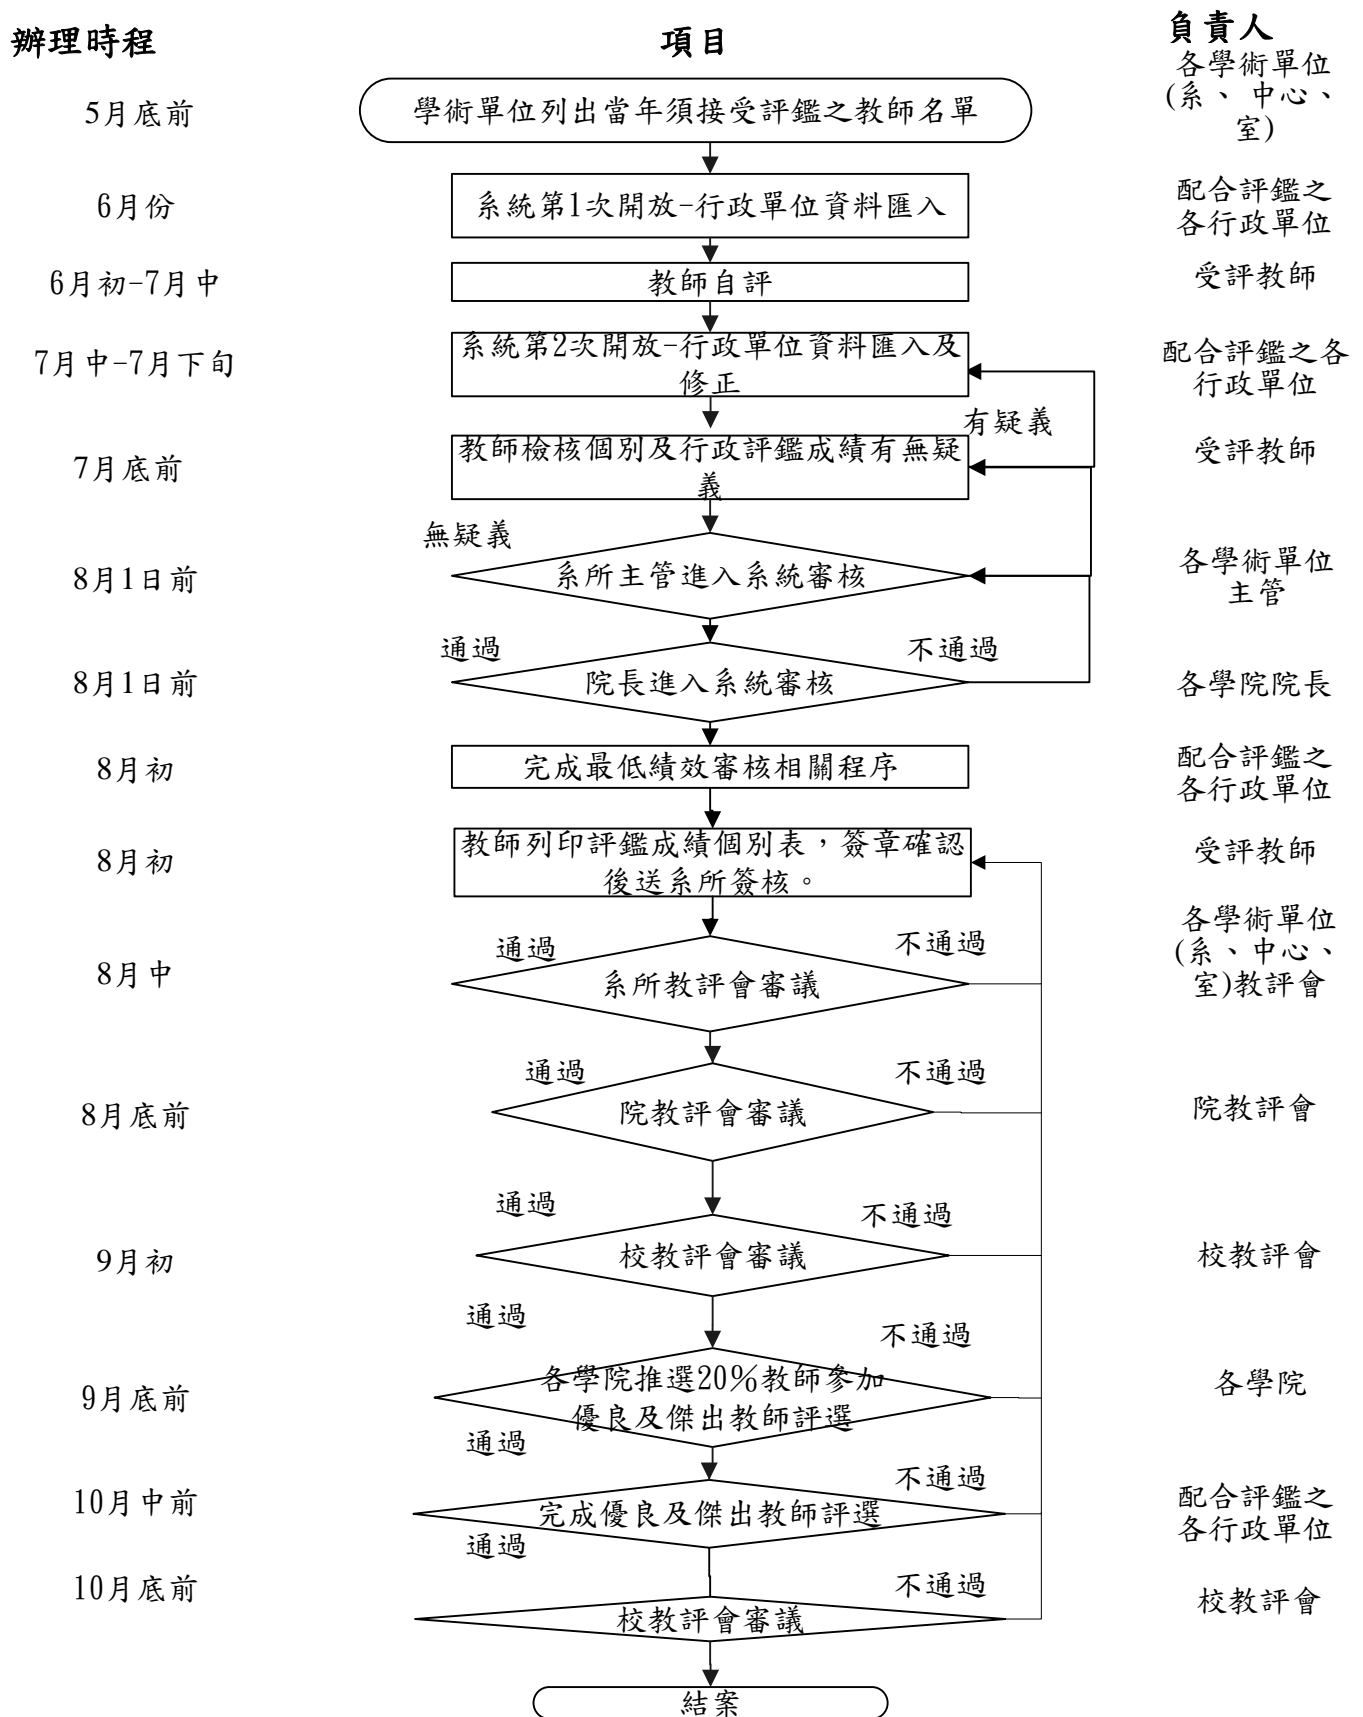 辦理時程
項目
負責人
5月底前
學術單位列出當年須接受評鑑之教師名單
各學術單位
(系、 中心、
室)
6月份
系統第1次開放-行政單位資料匯入
配合評鑑之
各行政單位
6月初-7月中
教師自評
受評教師
7月中-7月下旬
系統第2次開放-行政單位資料匯入及
修正
配合評鑑之各
行政單位
有疑義
7月底前
教師檢核個別及行政評鑑成績有無疑
義
受評教師
無疑義
8月1日前
系所主管進入系統審核
各學術單位
主管
通過
不通過
8月1日前
院長進入系統審核
各學院院長
8月初
完成最低績效審核相關程序
配合評鑑之
各行政單位
8月初
教師列印評鑑成績個別表，簽章確認
後送系所簽核。
受評教師
通過
不通過
8月中
系所教評會審議
各學術單位
(系、中心、
室)教評會
通過
不通過
8月底前
院教評會審議
院教評會
通過
不通過
9月初
校教評會審議
校教評會
通過
不通過
9月底前
各學院推選20%教師參加
優良及傑出教師評選
各學院
通過
不通過
10月中前
完成優良及傑出教師評選
配合評鑑之
各行政單位
通過
不通過
10月底前
校教評會審議
校教評會
結案